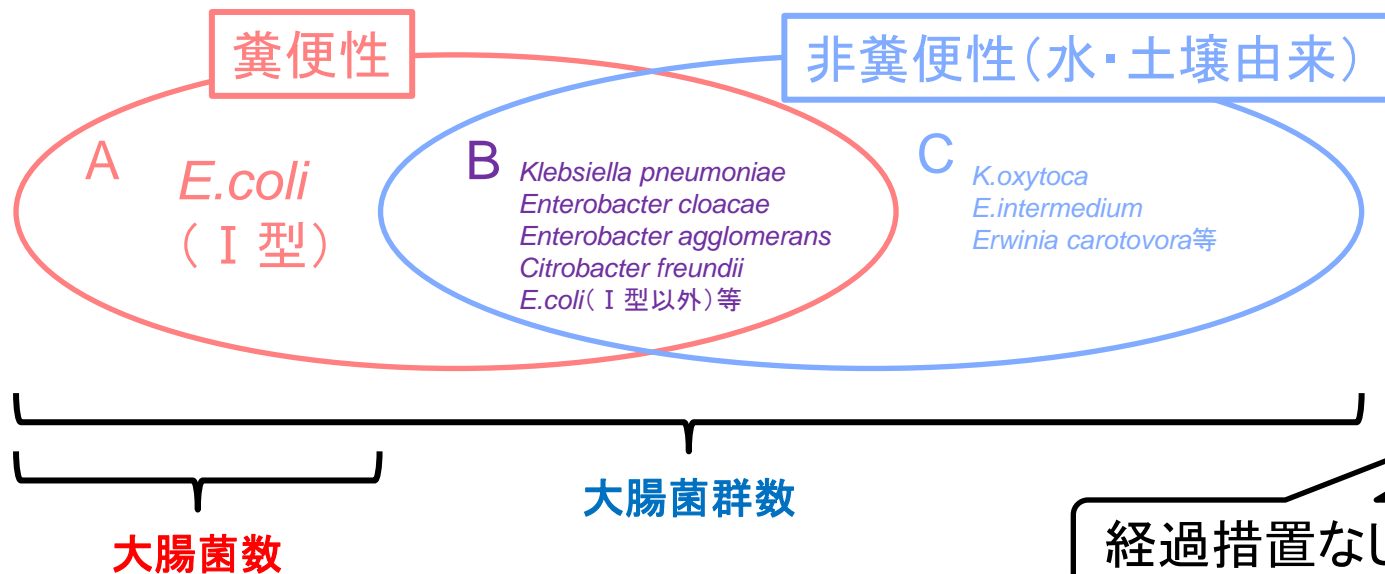 糞便性
非糞便性(水・土壌由来)
A
E.coli
(Ⅰ型)
B
Klebsiella pneumoniae
Enterobacter cloacae
Enterobacter agglomerans
Citrobacter freundii
E.coli(Ⅰ型以外)等
C
K.oxytoca
E.intermedium
Erwinia carotovora等
大腸菌群数
大腸菌数
経過措置なし